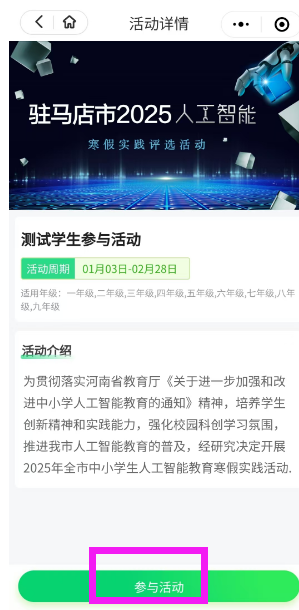 活动详情
驻马店市2025人工智能
寒假实践评选活动
测试学生参与活动
活动周期 01月03日-02月28日
适用年级：一年级,二年级,三年级,四年级,五年级,六年级,七年级,八年
级,九年级
活动介绍
为贯彻落实河南省教育厅《关于进一步加强和改
进中小学人工智能教育的通知》精神，培养学生
创新精神和实践能力，强化校园科创学习氛围，
推进我市人工智能教育的普及，经研究决定开展
2025年全市中小学生人工智能教育寒假实践活动.
参与活动